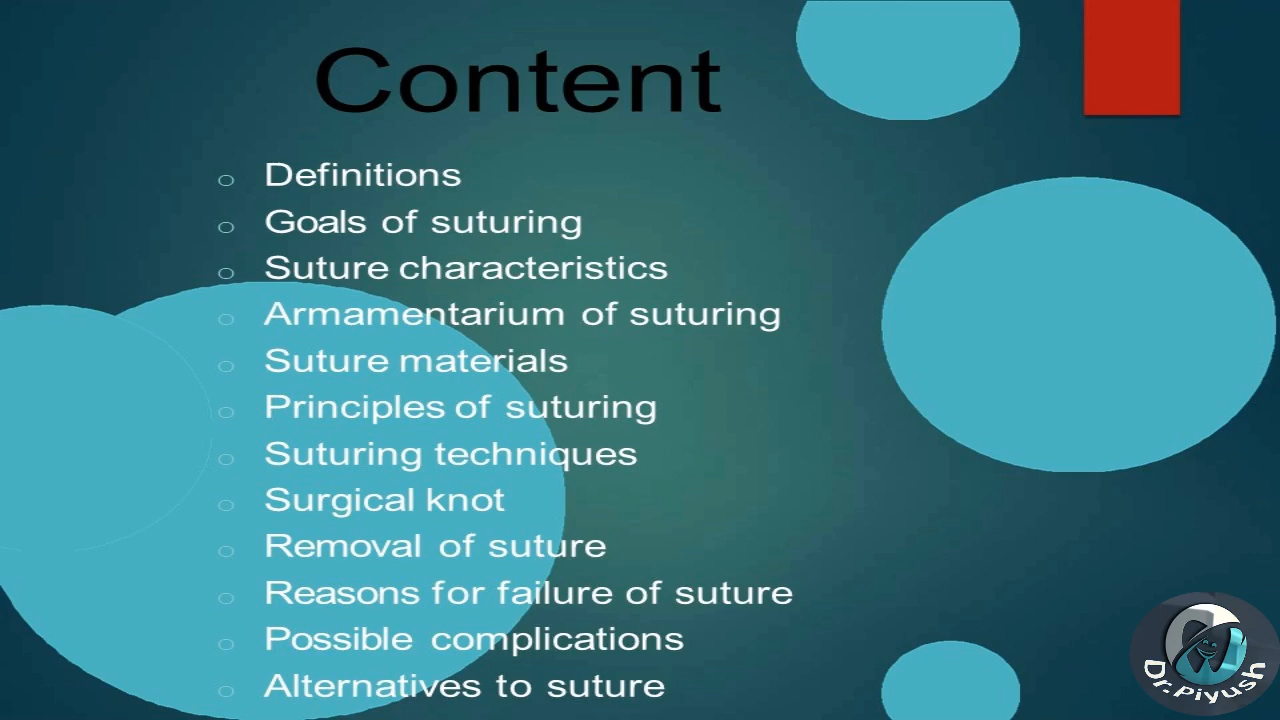 Content
Definitions
Goals of suturing
Suture characteristics
Armamentarium of suturing
Suture materials
Principles of suturing
Suturing techniques
Surgical knot
Removal of suture
Reasons for failure of suture
Possible complications
Alternatives to suture
Dr. Piyush